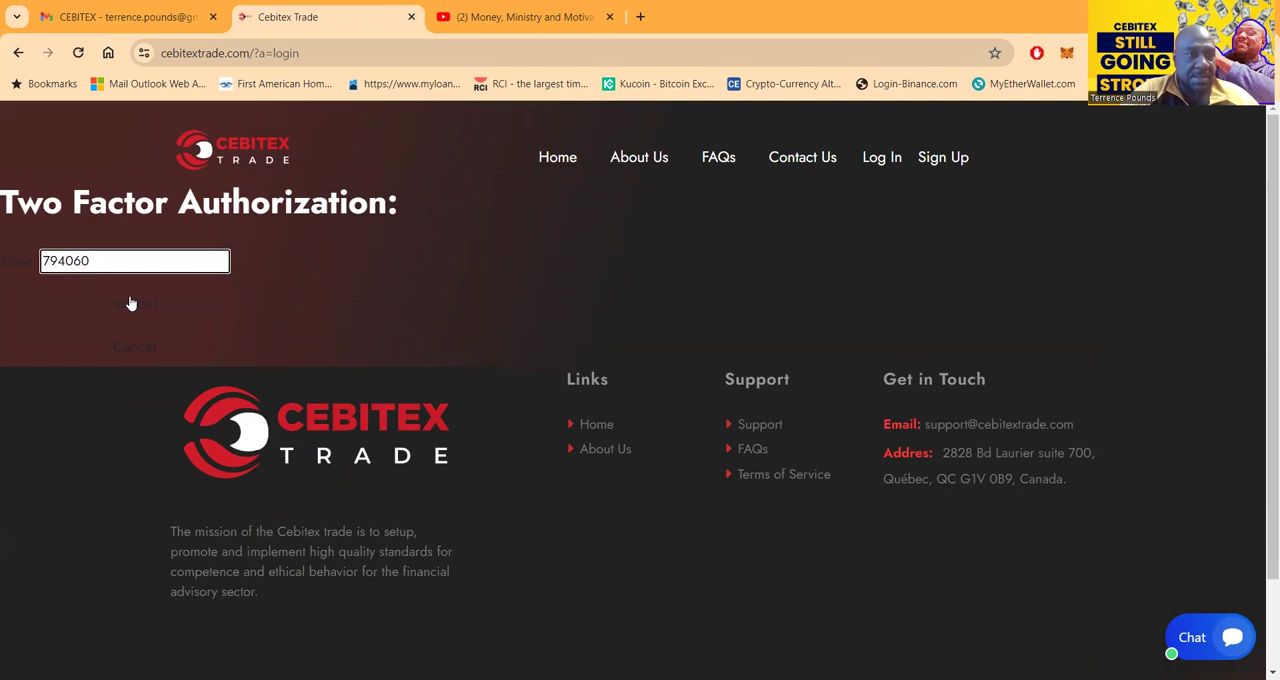 CEBITEX - terrence.pounds@gm
Cebitex Trade
(2) Money, Ministry and Motiva
cebitextrade.com/?a=login
Bookmarks
Mail Outlook Web A...
First American Hom...
https://www.myloan...
RCI - the largest tim...
Kucoin - Bitcoin Exc...
Crypto-Currency Alt...
Login-Binance.com
MyEtherWallet.com
CEBITEX
STILL
GOING
Terrence Pounds
CEBITEX
TRADE
Home
About Us
FAQs
Contact Us
Log In
Sign Up
Two Factor Authorization:
Code:
794060
Submit
Cancel
CEBITEX
TRADE
The mission of the Cebitex trade is to setup,
promote and implement high quality standards for
competence and ethical behavior for the financial
advisory sector.
Links
Home
About Us
Support
Support
FAQs
Terms of Service
Get in Touch
Email: support@cebitextrade.com
Addres: 2828 Bd Laurier suite 700,
Québec, QC G1V 0B9, Canada.
Chat